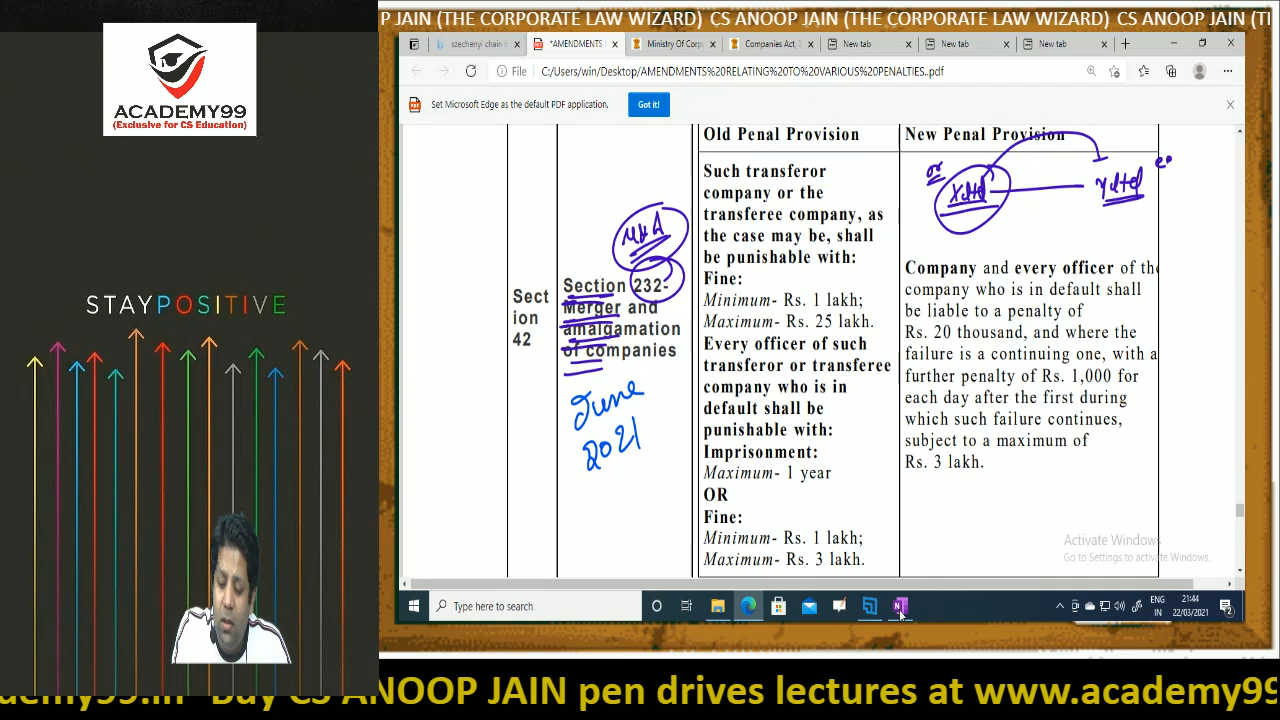 P JAIN (THE CORPORATE LAW WIZARD) CS ANOOP JAIN (THE CORPORATE LAW WIZARD) CS ANOOP JAIN (TI
ACADEMY99
(Exclusive for CS Education)
STAYPOSITIVE
szechenyi chain b
*AMENDMENTS
Ministry Of Corp
Companies Act, 2
New tab
New tab
New tab
File
C:/Users/win/Desktop/AMENDMENTS%20RELATING%20TO%20VARIOUS%20PENALTIES..pdf
Set Microsoft Edge as the default PDF application.
Got it!
Old Penal Provision
New Penal Provision
Sect
ion
42
M&A
Section 232-
Merger and
amalgamation
of companies
June
2021
Such transferor
company or the
transferee company, as
the case may be, shall
be punishable with:
Fine:
Minimum- Rs. 1 lakh;
Maximum- Rs. 25 lakh.
Every officer of such
transferor or transferee
company who is in
default shall be
punishable with:
Imprisonment:
Maximum- 1 year
OR
Fine:
Minimum- Rs. 1 lakh;
Maximum- Rs. 3 lakh.
or
X Ltd
Y Ltd
Company and every officer of the
company who is in default shall
be liable to a penalty of
Rs. 20 thousand, and where the
failure is a continuing one, with a
further penalty of Rs. 1,000 for
each day after the first during
which such failure continues,
subject to a maximum of
Rs. 3 lakh.
Activate Windows
Go to Settings to activate Windows.
Type here to search
ENG
IN
21:44
22/03/2021
2
ademy99.in Buy CS ANOOP JAIN pen drives lectures at www.academy99